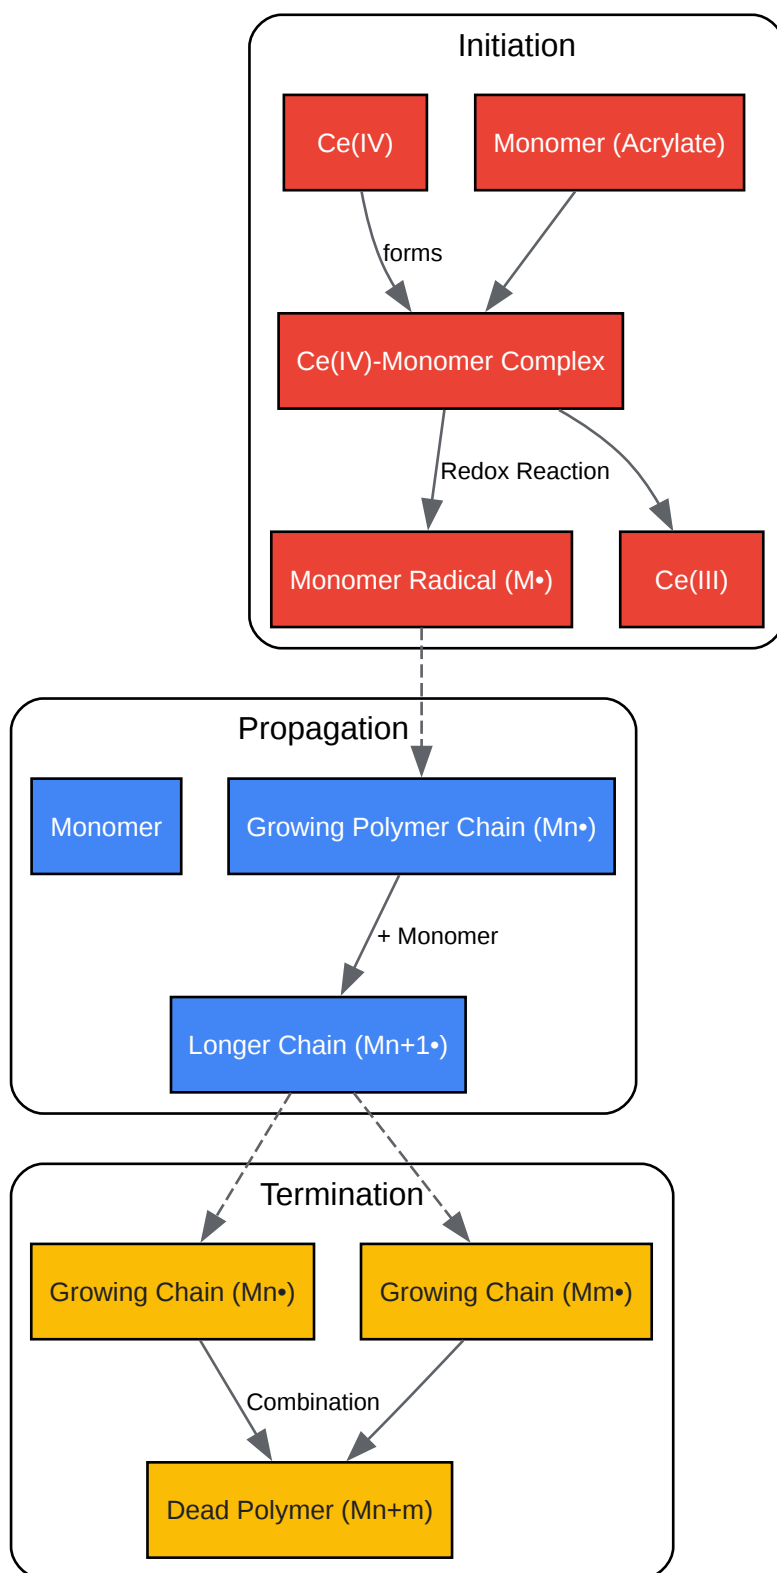 Initiation
Ce(IV)
Monomer (Acrylate)
forms
Ce(IV)-Monomer Complex
Redox Reaction
Monomer Radical (M•)
Ce(III)
Propagation
Monomer
Growing Polymer Chain (Mn•)
+ Monomer
Longer Chain (Mn+1•)
Termination
Growing Chain (Mn•)
Growing Chain (Mm•)
Combination
Dead Polymer (Mn+m)